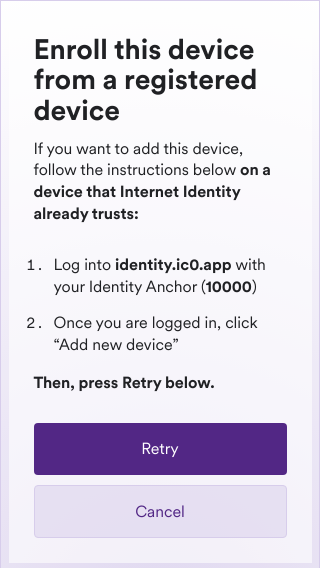 Enroll this device
from a registered
device
If you want to add this device,
follow the instructions below on a
device that Internet Identity
already trusts:
1. Log into identity.ic0.app with
your Identity Anchor (10000)
2. Once you are logged in, click
“Add new device”
Then, press Retry below.
Retry
Cancel